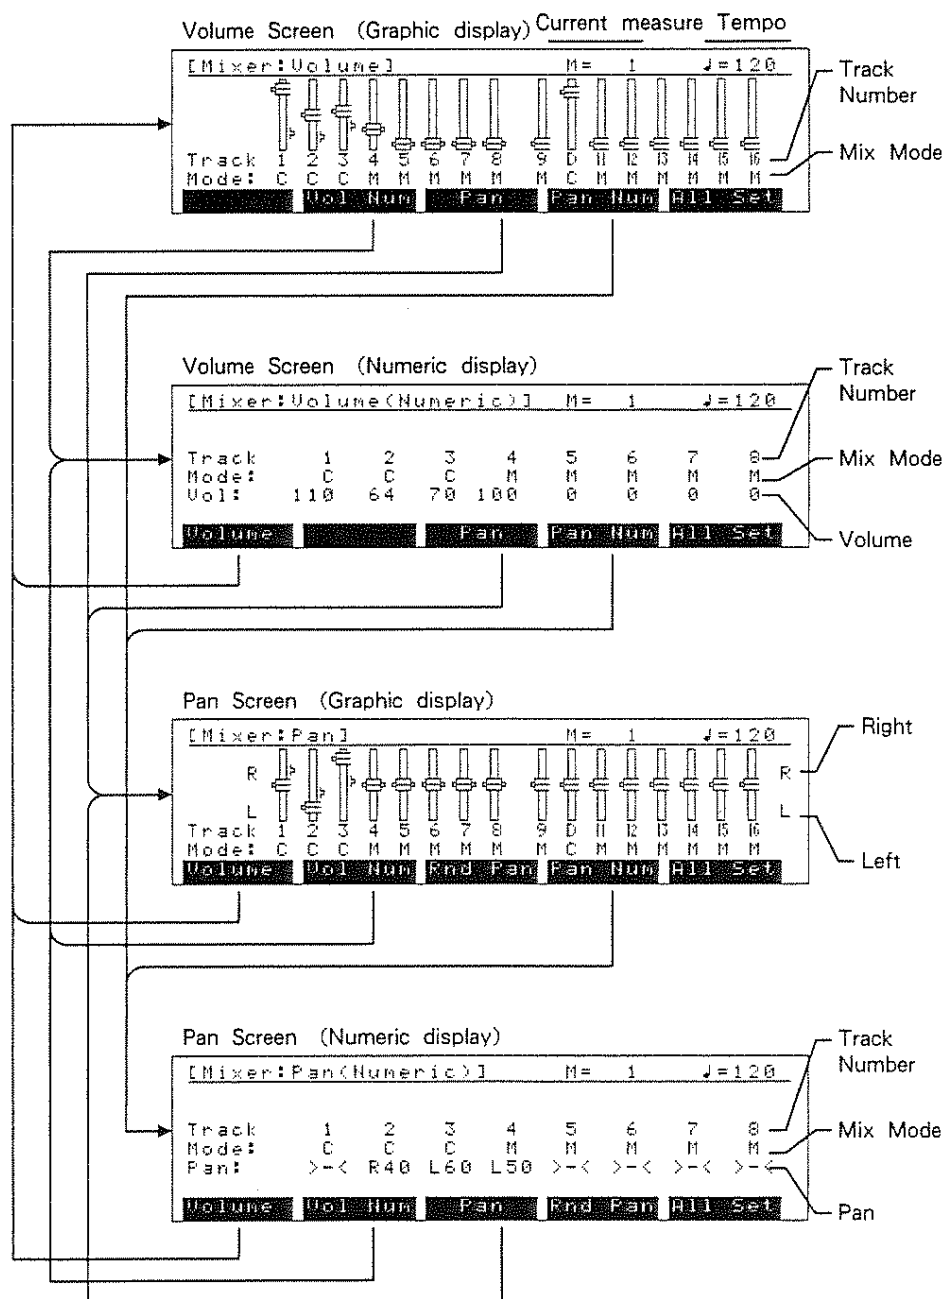 Volume Screen (Graphic display) Current measure Tempo
[Mixer:Volume] M= 1 ♩=120
Track Number
Track 1 2 3 4 5 6 7 8 9 D 11 12 13 14 15 16
Mode: C C C M M M M M M C M M M M M M
Mix Mode
Vol Num Pan Pan Num All Set
Volume Screen (Numeric display)
[Mixer:Volume(Numeric)] M= 1 ♩=120
Track Number
Track 1 2 3 4 5 6 7 8
Mode: C C C M M M M M
Mix Mode
Vol: 110 64 70 100 0 0 0 0
Volume
Volume Pan Pan Num All Set
Pan Screen (Graphic display)
[Mixer:Pan] M= 1 ♩=120
Right
R R
L L
Track 1 2 3 4 5 6 7 8 9 D 11 12 13 14 15 16
Mode: C C C M M M M M M C M M M M M M
Left
Volume Vol Num Rnd Pan Pan Num All Set
Pan Screen (Numeric display)
[Mixer:Pan(Numeric)] M= 1 ♩=120
Track Number
Track 1 2 3 4 5 6 7 8
Mode: C C C M M M M M
Mix Mode
Pan: >-< R40 L60 L50 >-< >-< >-< >-<
Pan
Volume Vol Num Pan Rnd Pan All Set